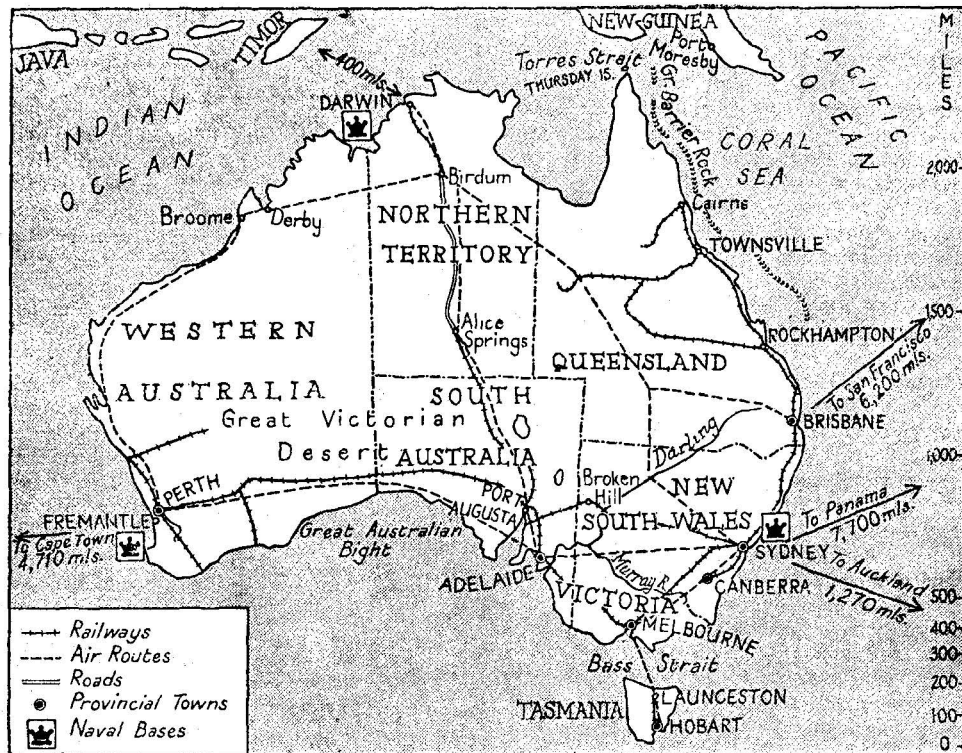 JAVA
TIMOR
NEW GUINEA
Port
Moresby
PACIFIC
OCEAN
MILES
400 mls.
Torres Strait
THURSDAY IS.
DARWIN
INDIAN
OCEAN
Gr-Barrier Rock
CORAL
SEA
2,000
Birdum
Broome
Derby
NORTHERN
TERRITORY
Cairns
TOWNSVILLE
WESTERN
AUSTRALIA
Alice
Springs
QUEENSLAND
1,500
ROCKHAMPTON
To San Francisco
6,200 mls.
SOUTH
AUSTRALIA
Great Victorian
Desert
BRISBANE
Darling
1,000
PERTH
FREMANTLE
To Cape Town
4,710 mls.
PORT
AUGUSTA
Broken
Hill
NEW
SOUTH WALES
To Panama
7,700 mls.
Great Australian
Bight
SYDNEY
ADELAIDE
Murray R.
CANBERRA
To Auckland
1,270 mls.
VICTORIA
MELBOURNE
500
400
300
200
100
0
Bass Strait
TASMANIA
LAUNCESTON
HOBART
Railways
Air Routes
Roads
Provincial Towns
Naval Bases